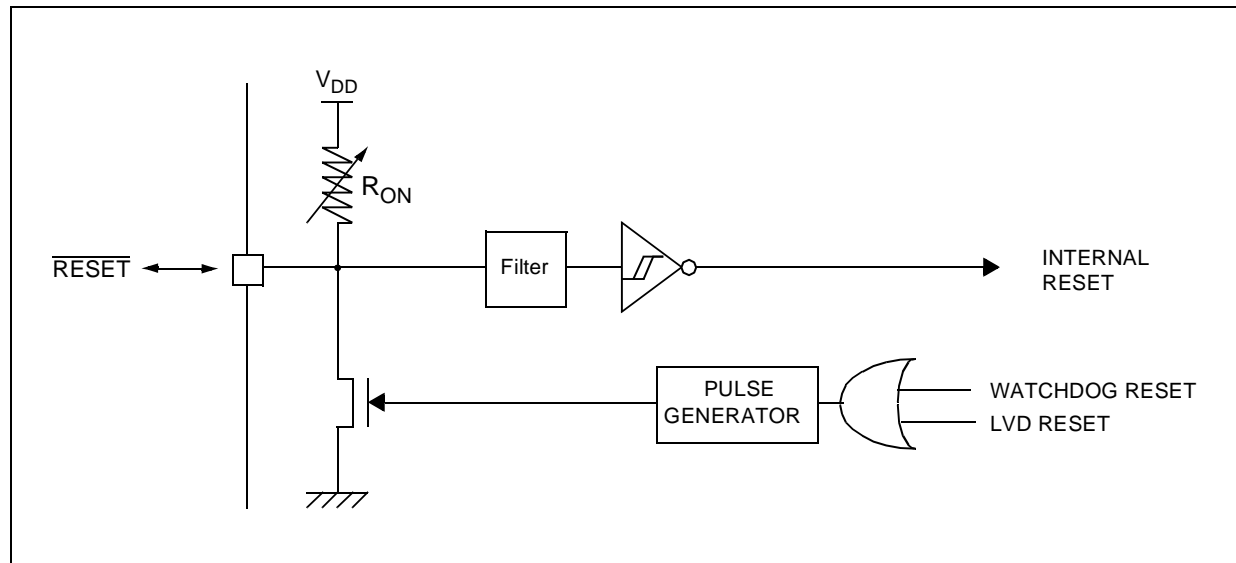 VDD
RON
RESET
Filter
INTERNAL
RESET
PULSE
GENERATOR
WATCHDOG RESET
LVD RESET